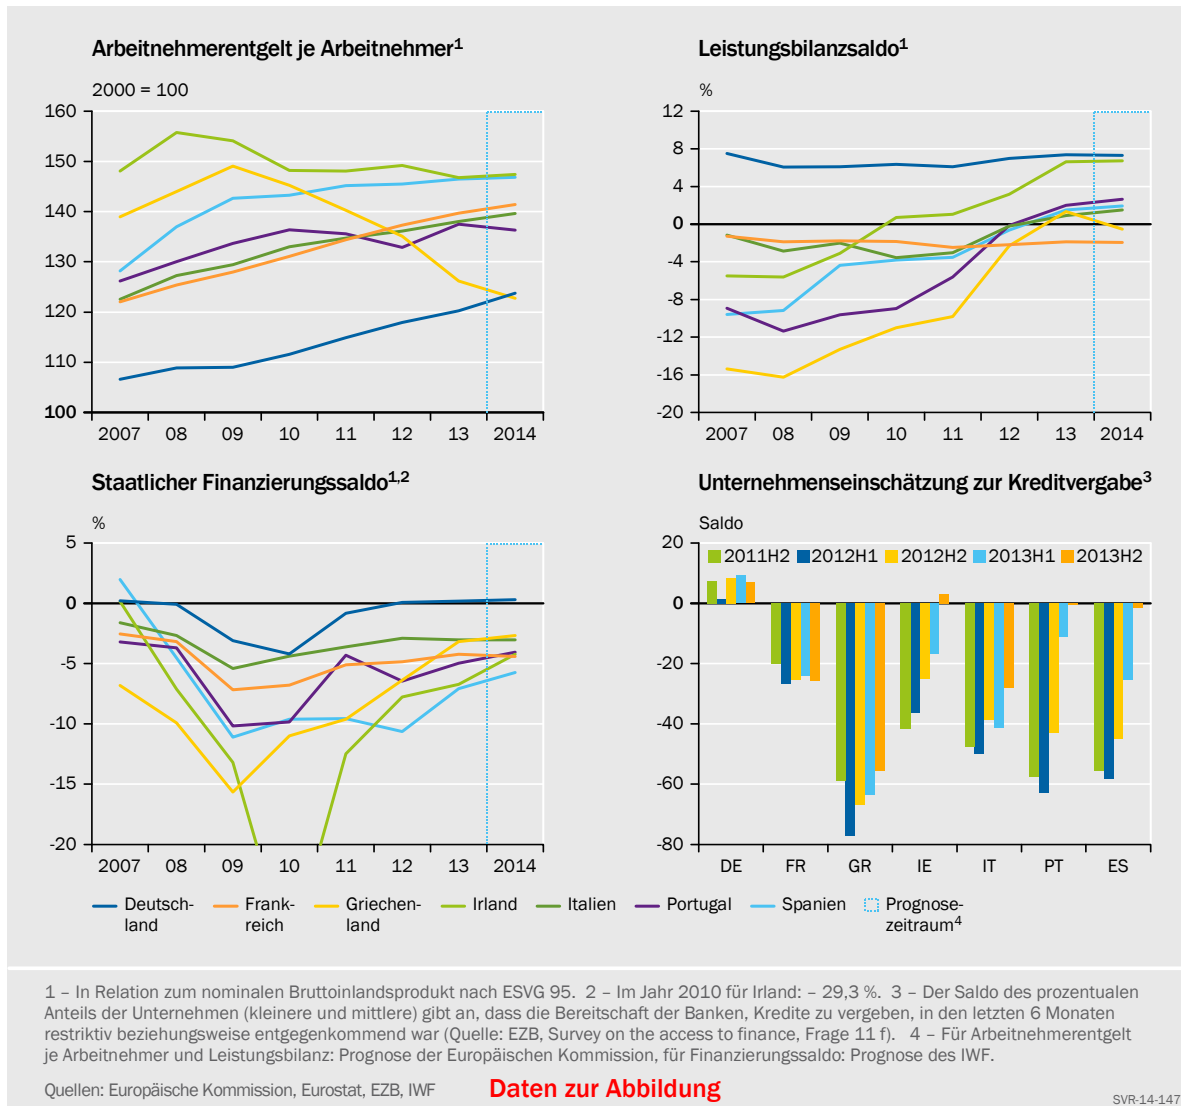 Arbeitnehmerentgelt je Arbeitnehmer1
2000 = 100
160
150
140
130
120
110
100
2007 08 09 10 11 12 13 2014
Leistungsbilanzsaldo1
%
12
8
4
0
-4
-8
-12
-16
-20
2007 08 09 10 11 12 13 2014
Staatlicher Finanzierungssaldo1,2
%
5
0
-5
-10
-15
-20
2007 08 09 10 11 12 13 2014
Unternehmenseinschätzung zur Kreditvergabe3
Saldo
20
0
-20
-40
-60
-80
2011H2 2012H1 2012H2 2013H1 2013H2
DE FR GR IE IT PT ES
Deutsch-
land
Frank-
reich
Griechen-
land
Irland
Italien
Portugal
Spanien
Prognose-
zeitraum4
1 – In Relation zum nominalen Bruttoinlandsprodukt nach ESVG 95. 2 – Im Jahr 2010 für Irland: – 29,3 %. 3 – Der Saldo des prozentualen
Anteils der Unternehmen (kleinere und mittlere) gibt an, dass die Bereitschaft der Banken, Kredite zu vergeben, in den letzten 6 Monaten
restriktiv beziehungsweise entgegenkommend war (Quelle: EZB, Survey on the access to finance, Frage 11 f). 4 – Für Arbeitnehmerentgelt
je Arbeitnehmer und Leistungsbilanz: Prognose der Europäischen Kommission, für Finanzierungssaldo: Prognose des IWF.
Quellen: Europäische Kommission, Eurostat, EZB, IWF
Daten zur Abbildung
SVR-14-147